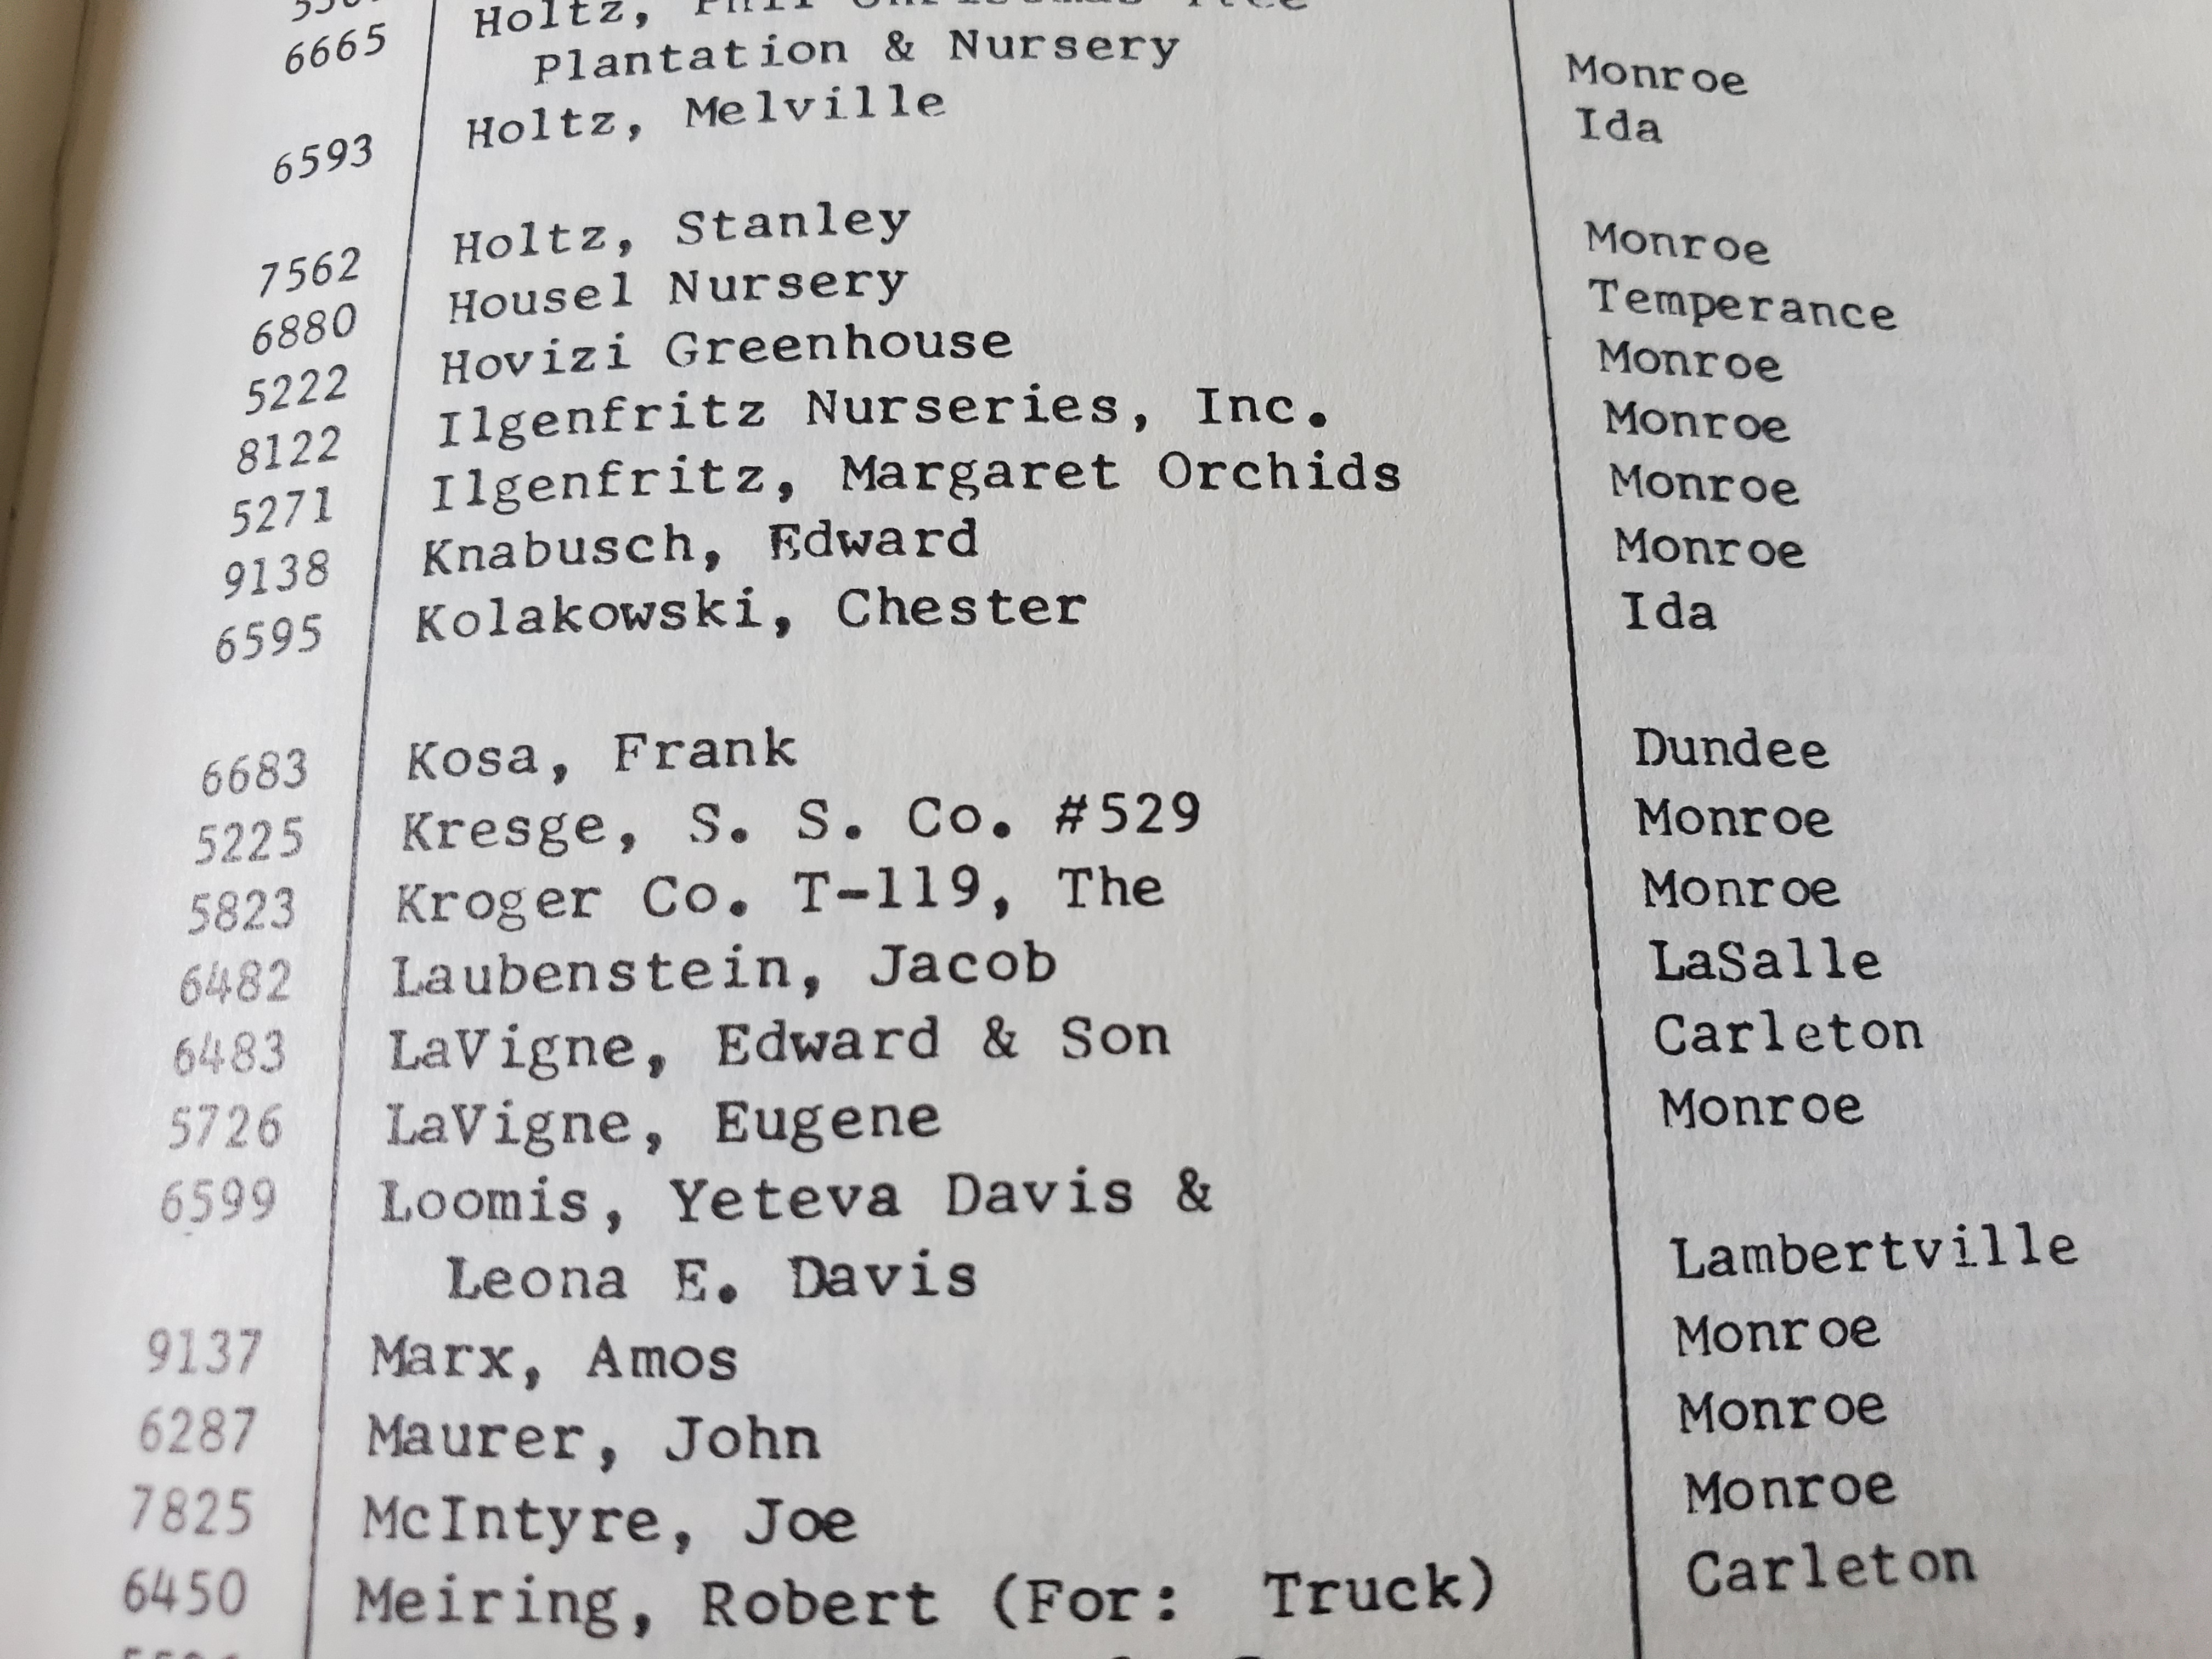 6665 Holtz, Phil Christmas Tree
Plantation & Nursery Monroe
6593 Holtz, Melville Ida
7562 Holtz, Stanley Monroe
6880 Housel Nursery Temperance
5222 Hovizi Greenhouse Monroe
8122 Ilgenfritz Nurseries, Inc. Monroe
5271 Ilgenfritz, Margaret Orchids Monroe
9138 Knabusch, Edward Monroe
6595 Kolakowski, Chester Ida
6683 Kosa, Frank Dundee
5225 Kresge, S. S. Co. #529 Monroe
5823 Kroger Co. T-119, The Monroe
6482 Laubenstein, Jacob LaSalle
6483 LaVigne, Edward & Son Carleton
5726 LaVigne, Eugene Monroe
6599 Loomis, Yeteva Davis &
Leona E. Davis Lambertville
9137 Marx, Amos Monroe
6287 Maurer, John Monroe
7825 McIntyre, Joe Monroe
6450 Meiring, Robert (For: Truck) Carleton